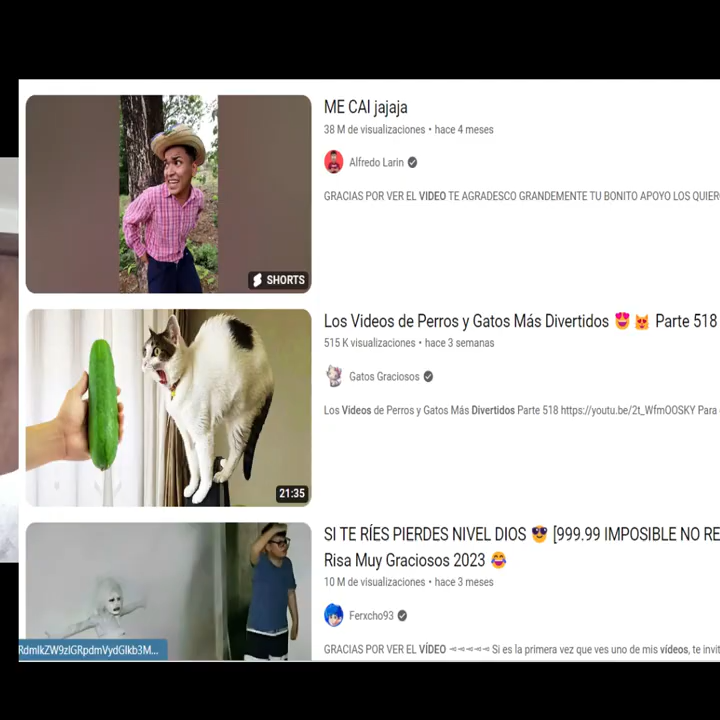 ME CAI jajaja
38 M de visualizaciones • hace 4 meses
Alfredo Larin
GRACIAS POR VER EL VIDEO TE AGRADESCO GRANDEMENTE TU BONITO APOYO LOS QUIER
SHORTS
Los Videos de Perros y Gatos Más Divertidos 😍 😻 Parte 518
515 K visualizaciones • hace 3 semanas
Gatos Graciosos
Los Videos de Perros y Gatos Más Divertidos Parte 518 https://youtu.be/2t_WfmOOSKY Para
21:35
SI TE RÍES PIERDES NIVEL DIOS 😎 [999.99 IMPOSIBLE NO RE
Risa Muy Graciosos 2023 😂
10 M de visualizaciones • hace 3 meses
Ferxcho93
GRACIAS POR VER EL VÍDEO ⊰⊰⊰⊰⊰ Si es la primera vez que ves uno de mis vídeos, te invit
RdmlkZW9zIGRpdmVydGlkb3M...